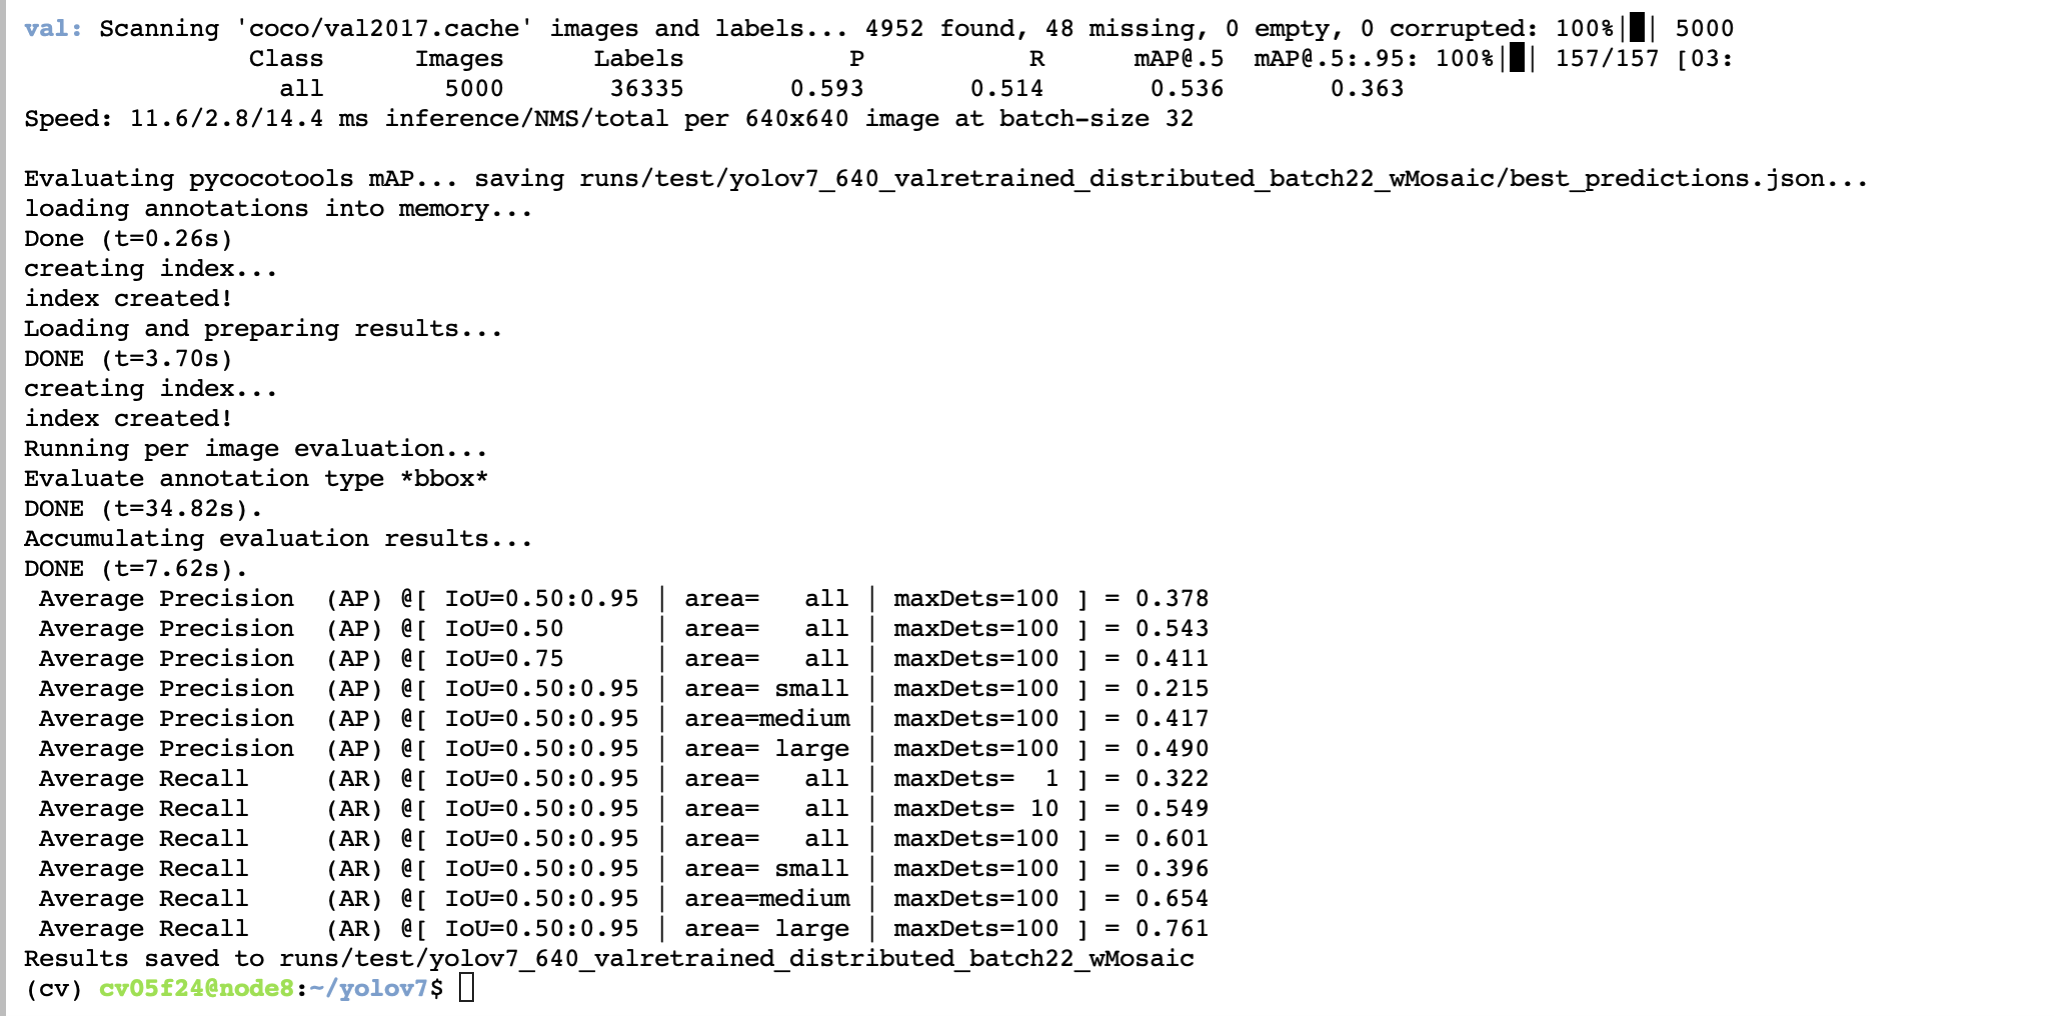 val: Scanning 'coco/val2017.cache' images and labels... 4952 found, 48 missing, 0 empty, 0 corrupted: 100%|█| 5000
Class Images Labels P R mAP@.5 mAP@.5:.95: 100%|█| 157/157 [03:
all 5000 36335 0.593 0.514 0.536 0.363
Speed: 11.6/2.8/14.4 ms inference/NMS/total per 640x640 image at batch-size 32
Evaluating pycocotools mAP... saving runs/test/yolov7_640_valretrained_distributed_batch22_wMosaic/best_predictions.json...
loading annotations into memory...
Done (t=0.26s)
creating index...
index created!
Loading and preparing results...
DONE (t=3.70s)
creating index...
index created!
Running per image evaluation...
Evaluate annotation type *bbox*
DONE (t=34.82s).
Accumulating evaluation results...
DONE (t=7.62s).
Average Precision (AP) @[ IoU=0.50:0.95 | area= all | maxDets=100 ] = 0.378
Average Precision (AP) @[ IoU=0.50 | area= all | maxDets=100 ] = 0.543
Average Precision (AP) @[ IoU=0.75 | area= all | maxDets=100 ] = 0.411
Average Precision (AP) @[ IoU=0.50:0.95 | area= small | maxDets=100 ] = 0.215
Average Precision (AP) @[ IoU=0.50:0.95 | area=medium | maxDets=100 ] = 0.417
Average Precision (AP) @[ IoU=0.50:0.95 | area= large | maxDets=100 ] = 0.490
Average Recall (AR) @[ IoU=0.50:0.95 | area= all | maxDets= 1 ] = 0.322
Average Recall (AR) @[ IoU=0.50:0.95 | area= all | maxDets= 10 ] = 0.549
Average Recall (AR) @[ IoU=0.50:0.95 | area= all | maxDets=100 ] = 0.601
Average Recall (AR) @[ IoU=0.50:0.95 | area= small | maxDets=100 ] = 0.396
Average Recall (AR) @[ IoU=0.50:0.95 | area=medium | maxDets=100 ] = 0.654
Average Recall (AR) @[ IoU=0.50:0.95 | area= large | maxDets=100 ] = 0.761
Results saved to runs/test/yolov7_640_valretrained_distributed_batch22_wMosaic
(cv) cv05f24@node8:~/yolov7$